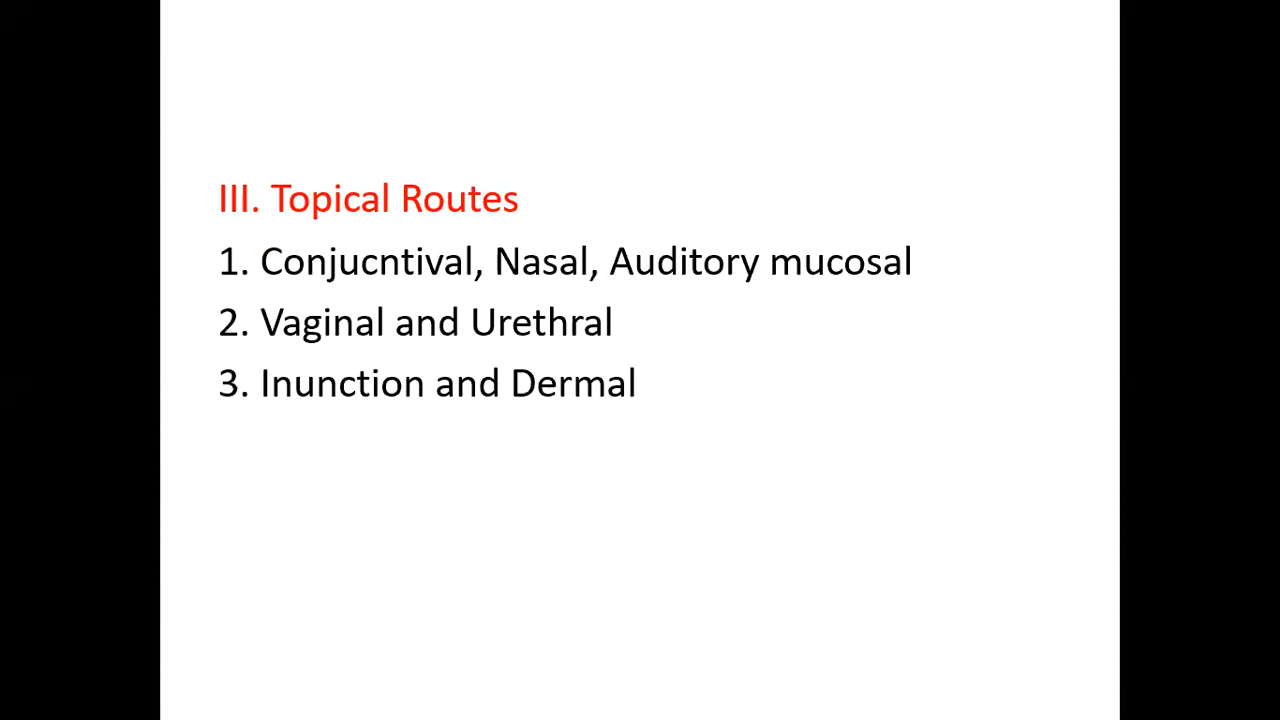 III. Topical Routes
1. Conjucntival, Nasal, Auditory mucosal
2. Vaginal and Urethral
3. Inunction and Dermal